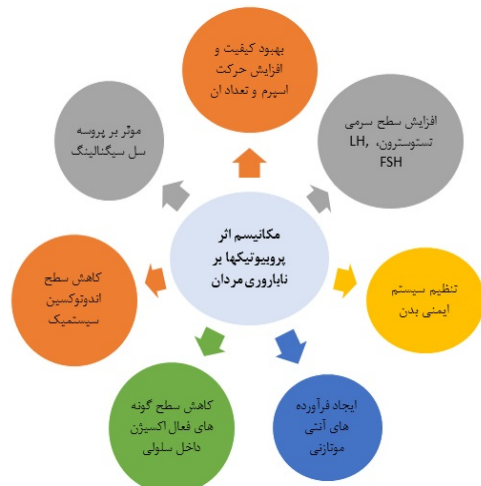 بهبود کیفیت و
افزایش حرکت
اسپرم و تعداد ان
افزایش سطح سرمی
تستوسترون، LH,
FSH
موثر بر پروسه
سل سیگنالینگ
مکانیسم اثر
پروبیوتیکها بر
ناباروری مردان
تنظیم سیستم
ایمنی بدن
کاهش سطح
اندوتوکسین
سیستمیک
ایجاد فرآورده
های آنتی
موتاژنی
کاهش سطح گونه
های فعال اکسیژن
داخل سلولی